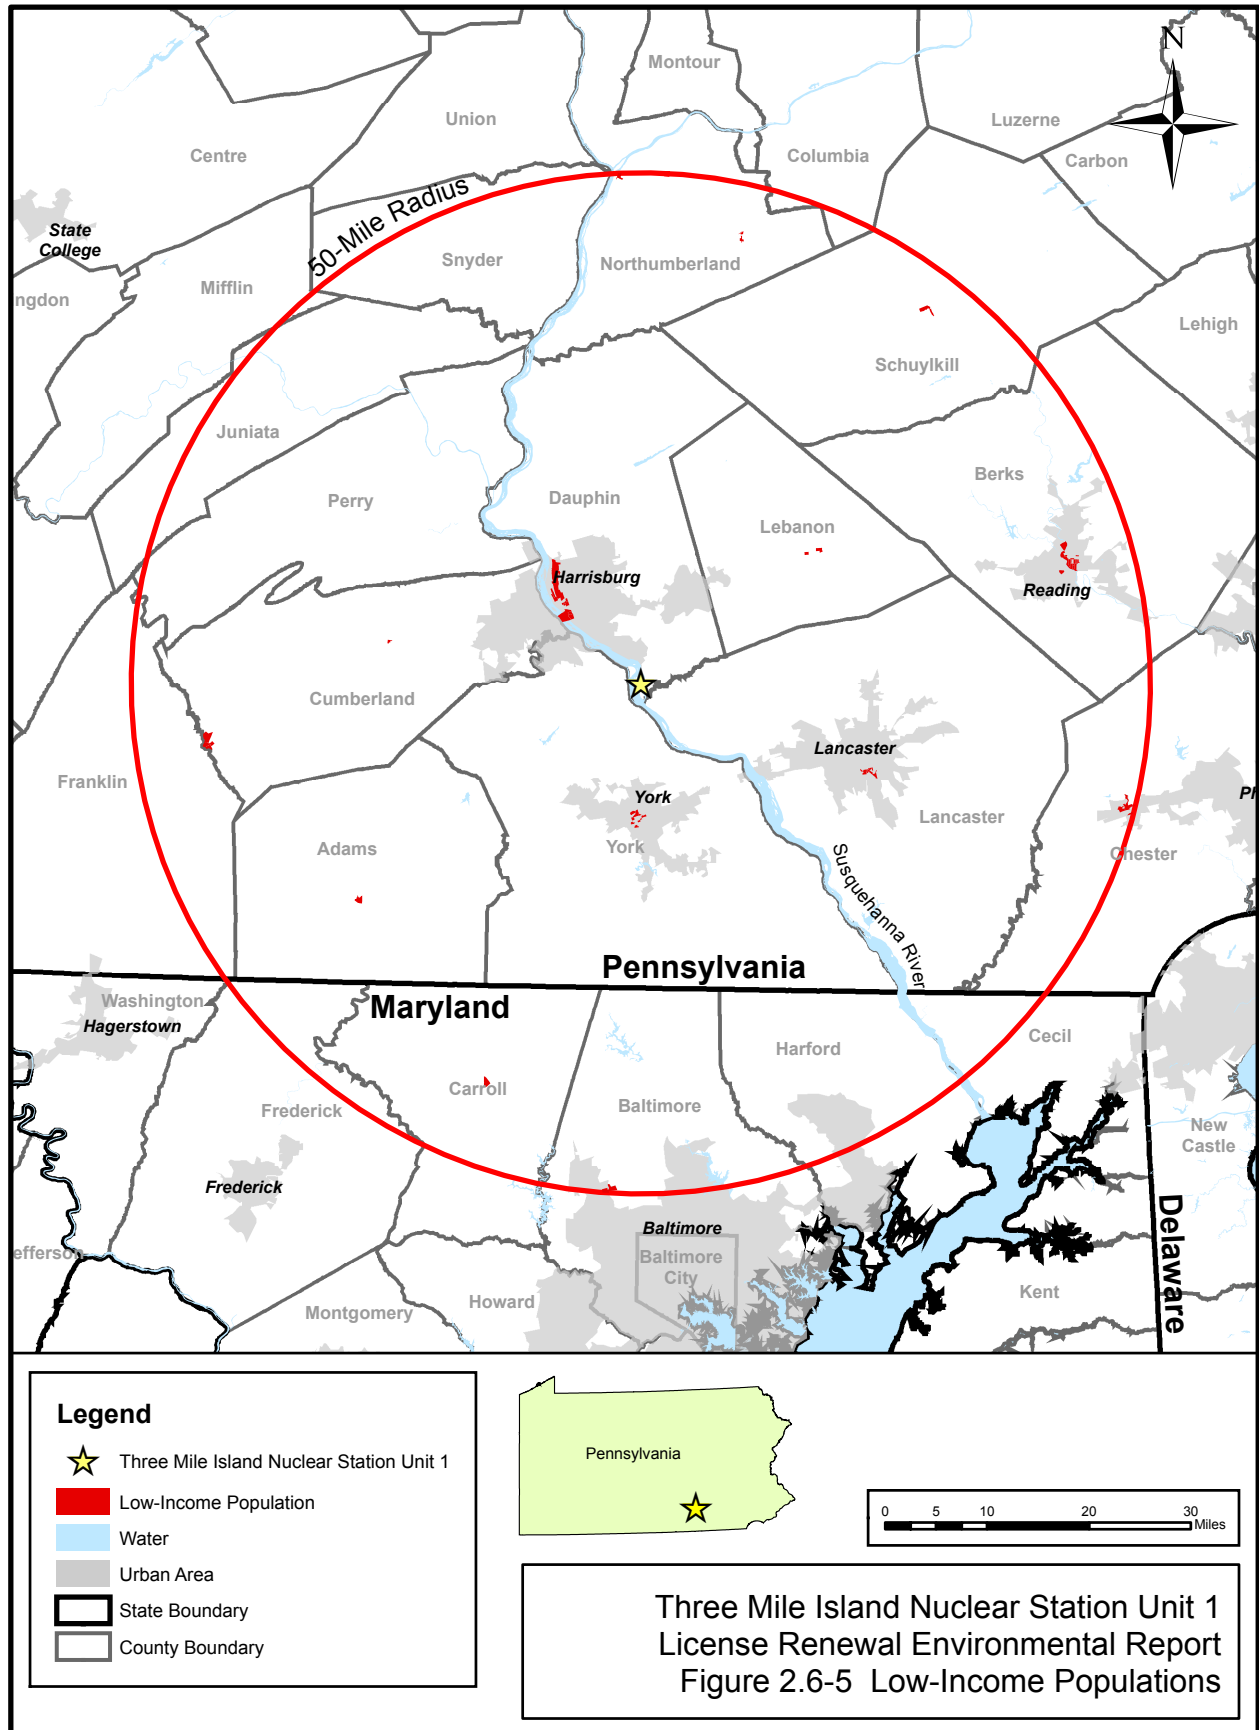 N
Montour
Union
Luzerne
Centre
Columbia
Carbon
State
College
50-Mile Radius
Snyder
Northumberland
Mifflin
ngdon
Lehigh
Schuylkill
Juniata
Berks
Perry
Dauphin
Lebanon
Harrisburg
Reading
Cumberland
Lancaster
Franklin
York
Ph
Lancaster
York
Adams
Chester
Susquehanna River
Pennsylvania
Washington
Maryland
Hagerstown
Cecil
Harford
Carroll
Baltimore
Frederick
New
Castle
Frederick
Delaware
Baltimore
efferson
Baltimore
City
Kent
Howard
Montgomery
Legend
Three Mile Island Nuclear Station Unit 1
Low-Income Population
Water
Urban Area
State Boundary
County Boundary
Pennsylvania
0 5 10 20 30
Miles
Three Mile Island Nuclear Station Unit 1
License Renewal Environmental Report
Figure 2.6-5 Low-Income Populations